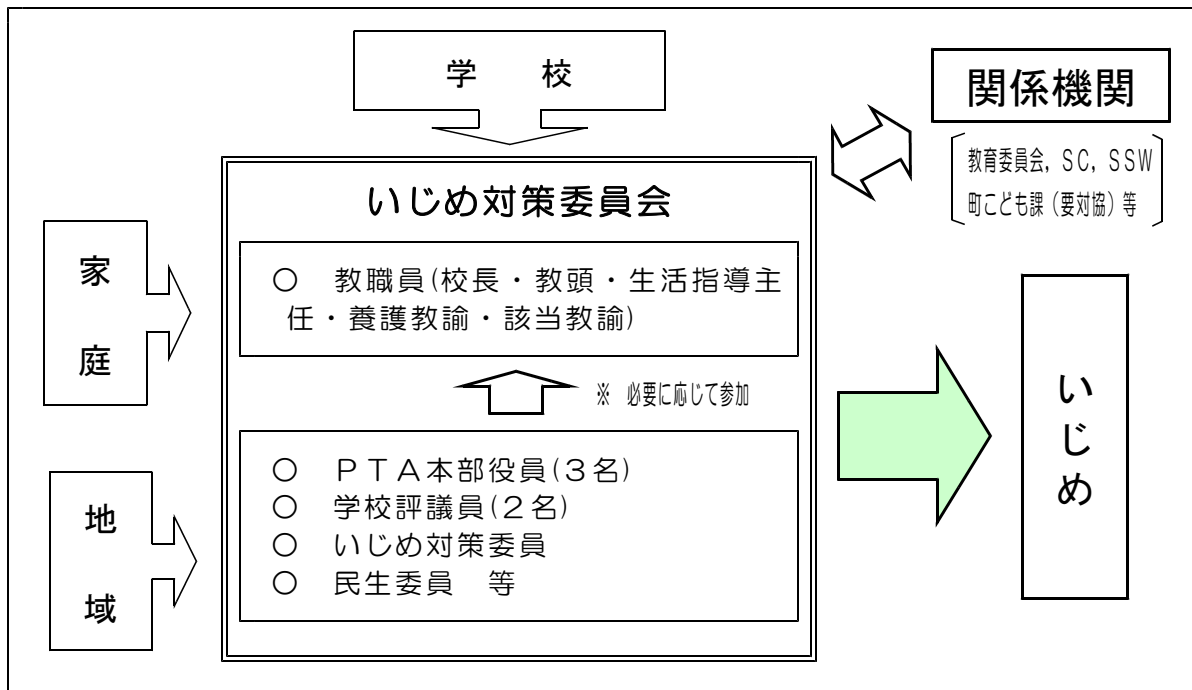 学　校
関係機関
教育委員会，ＳＣ，ＳＳＷ
町こども課（要対協）等
いじめ対策委員会
家庭
○　教職員(校長・教頭・生活指導主
任・養護教諭・該当教諭)
※　必要に応じて参加
地域
○　ＰＴＡ本部役員(３名)
○　学校評議員(２名)
○　いじめ対策委員
○　民生委員　等
いじめ